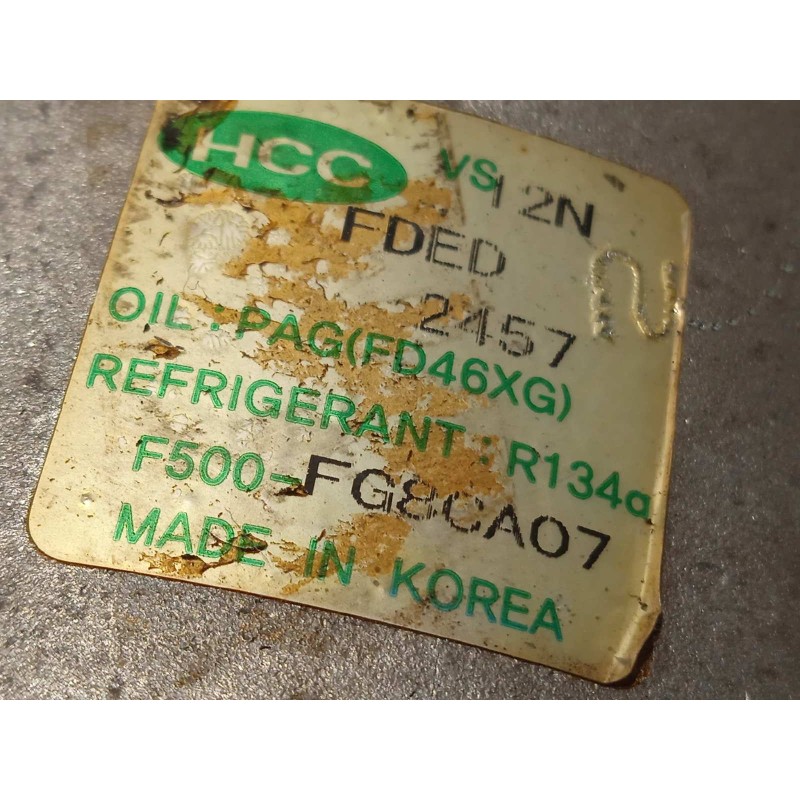 HCC VS12N
FDED
2457
OIL : PAG(FD46XG)
REFRIGERANT : R134a
F500-FG8CA07
MADE IN KOREA